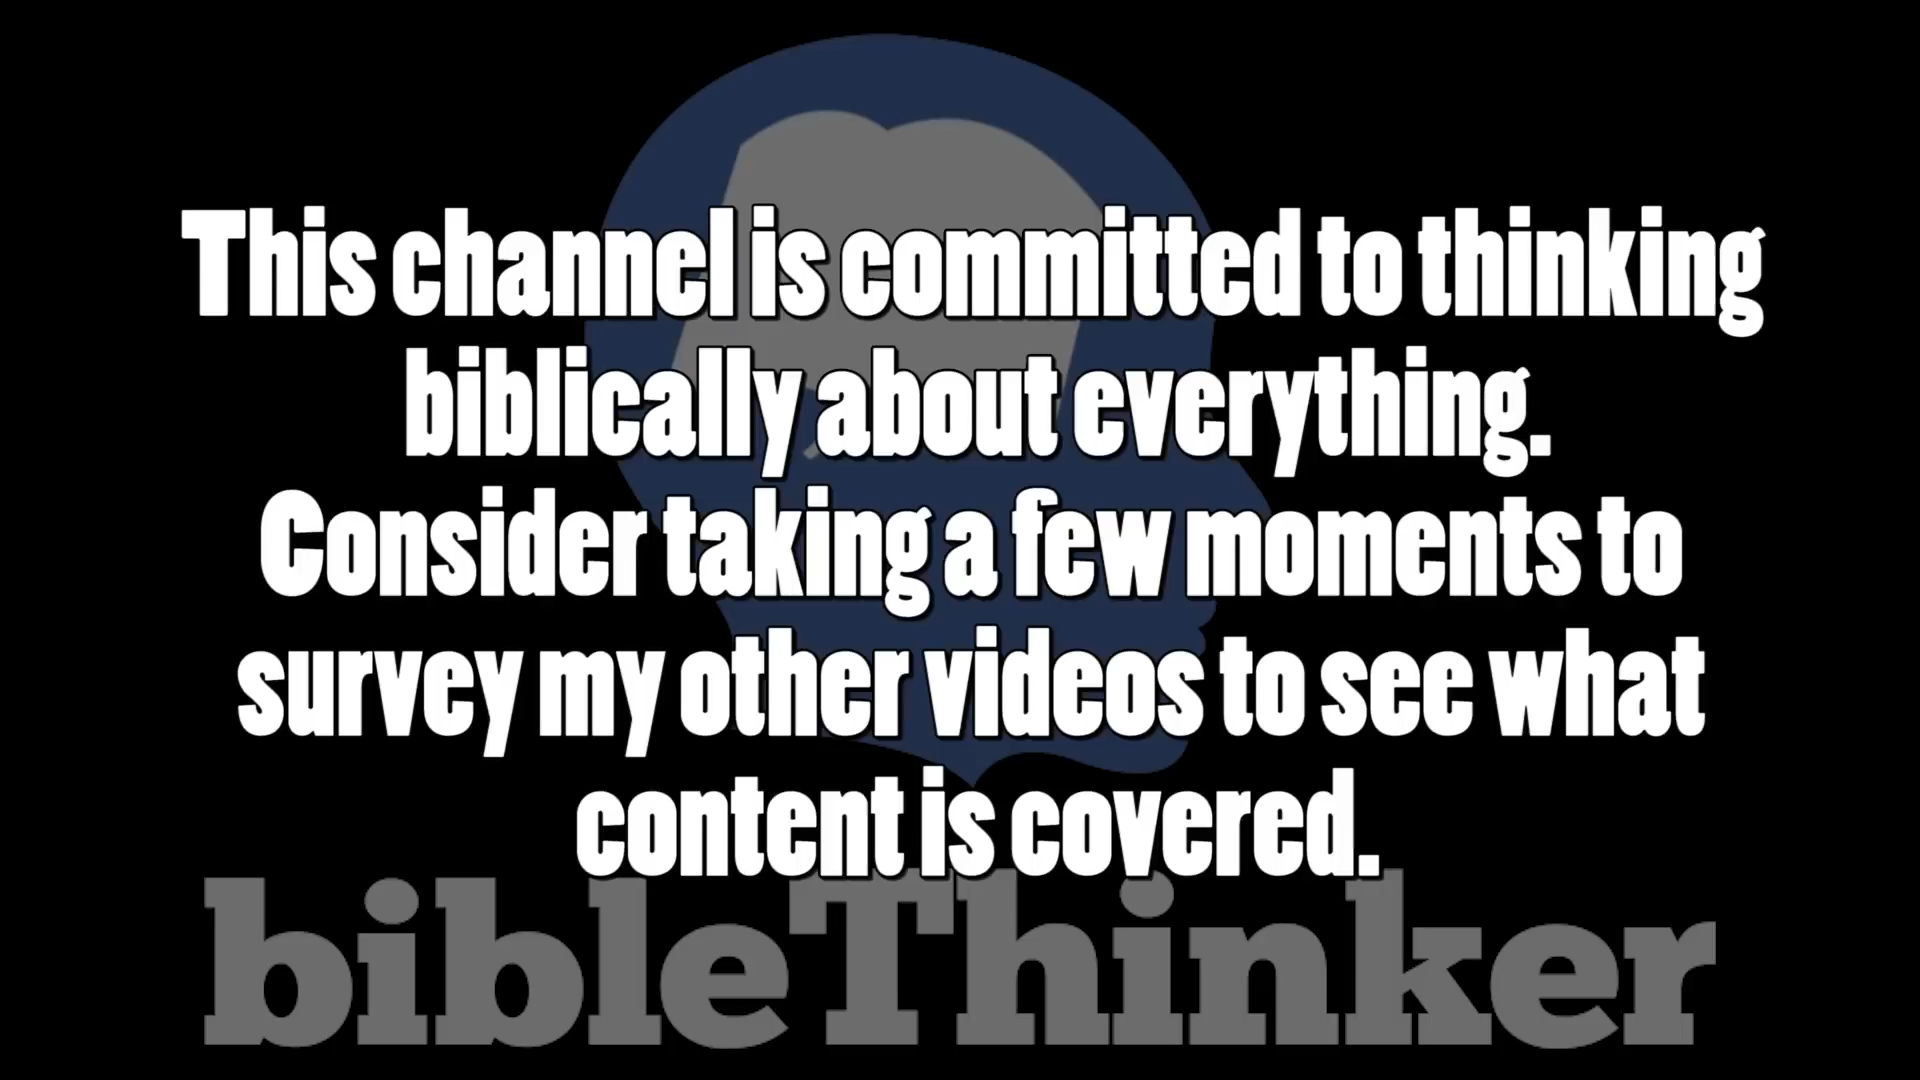 This channel is committed to thinking
biblically about everything.
Consider taking a few moments to
survey my other videos to see what
content is covered.
bibleThinker